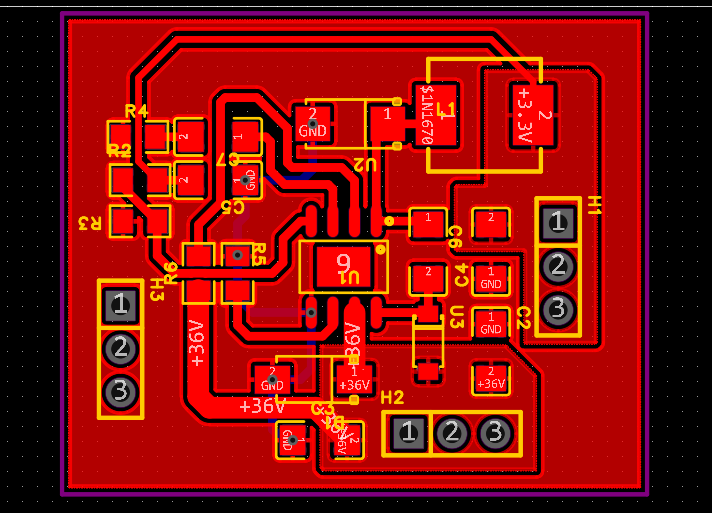 R4
2
GND
1
$1N1670
1
L1
+3.3V
2
R2
2
1
C7
U2
2
1
GND
C5
R3
1
2
C6
H1
1
2
3
R6
R5
9
U1
H3
1
2
3
2
C4
1
GND
U3
1
GND
C2
+36V
36V
2
GND
1
+36V
2
+36V
+36V
C3
H2
1
2
3
1
GND
2